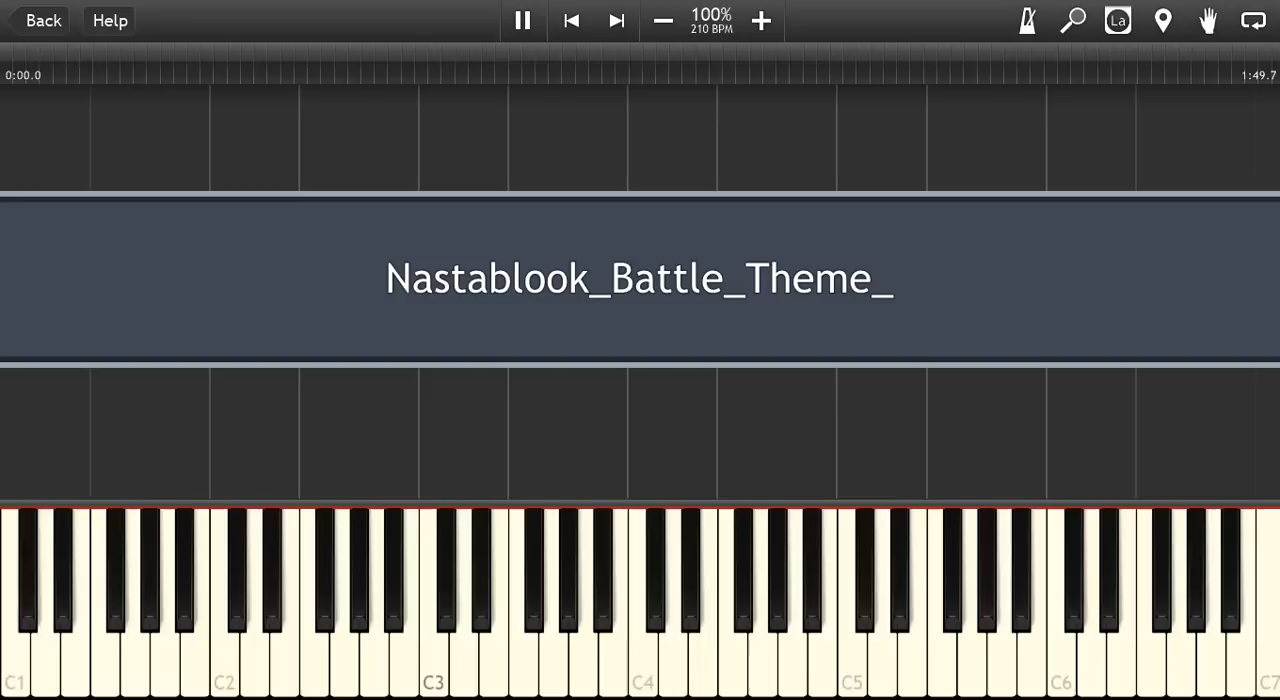 Back Help 100% La
210 BPM
0:00.0 1:49.7
Nastablook_Battle_Theme_
C1 C2 C3 C4 C5 C6 C7